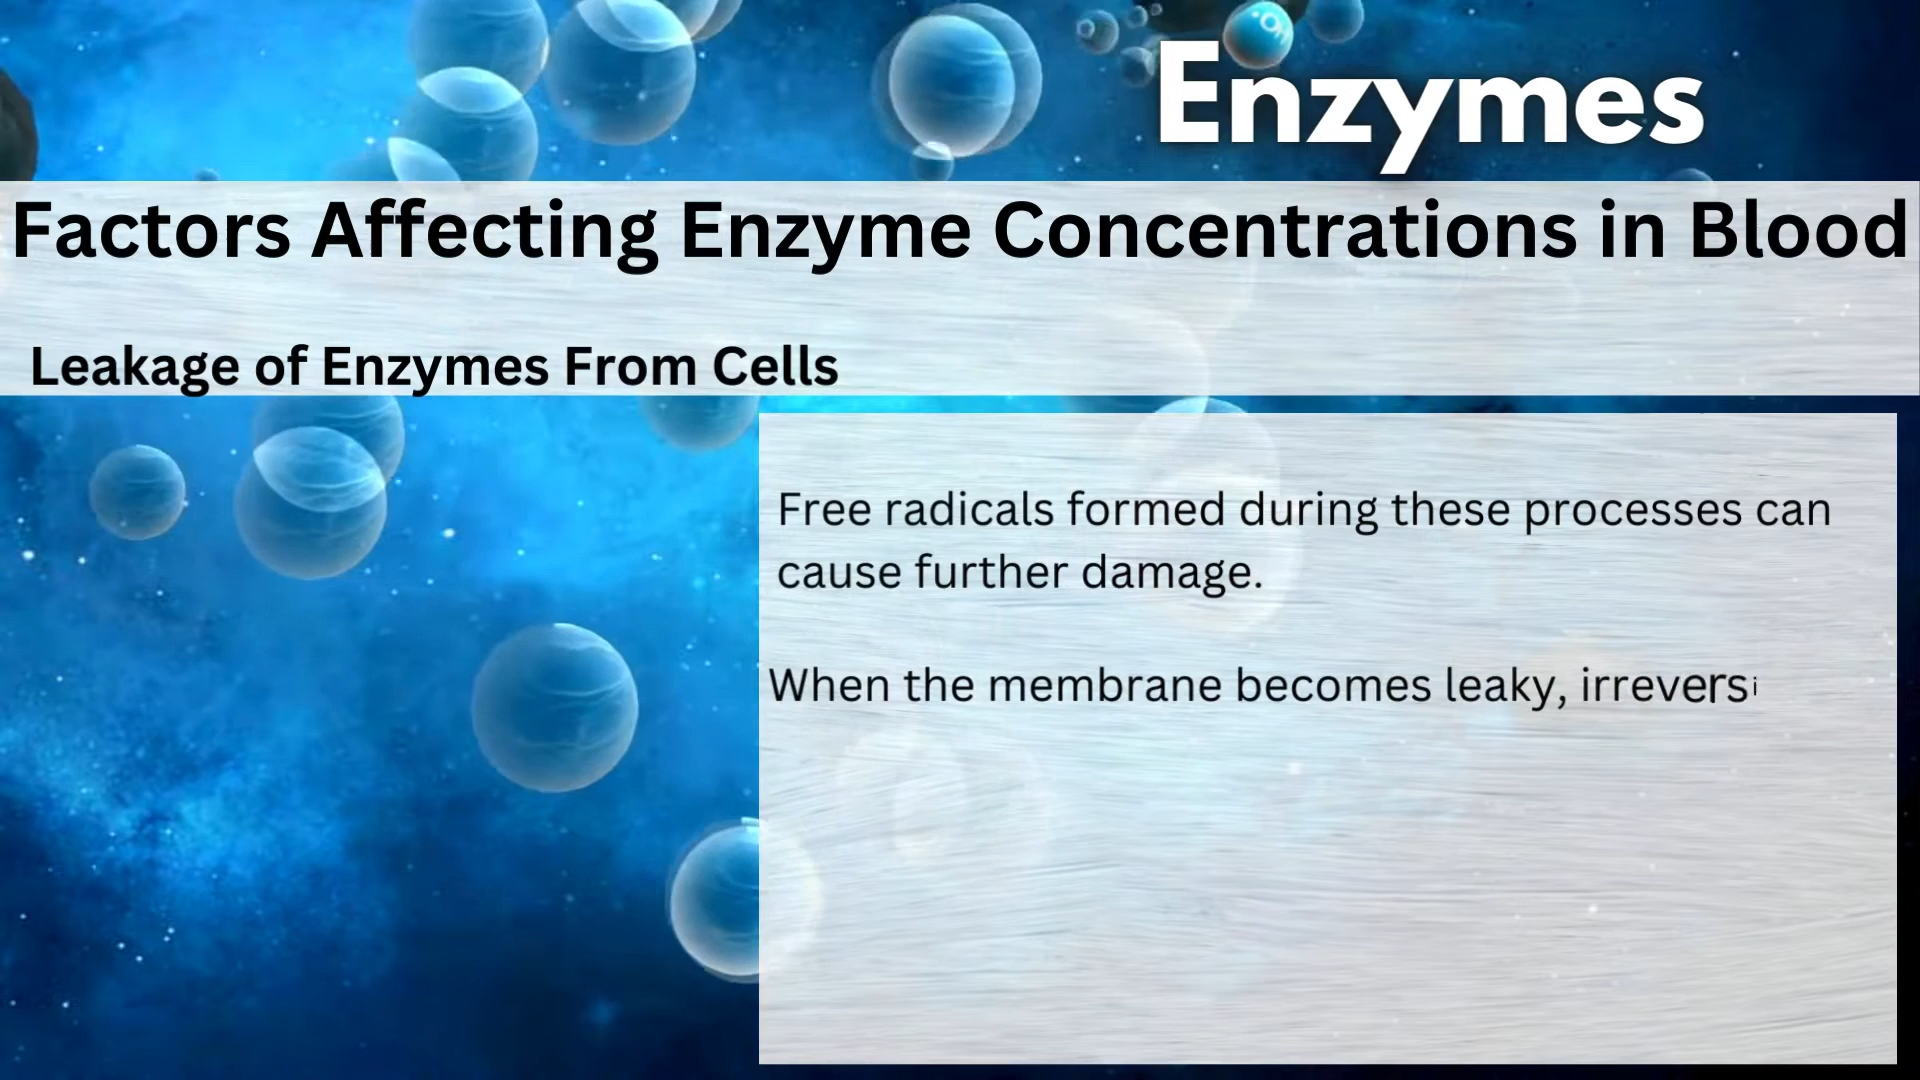 Enzymes
Factors Affecting Enzyme Concentrations in Blood
Leakage of Enzymes From Cells
Free radicals formed during these processes can
cause further damage.
When the membrane becomes leaky, irreversi